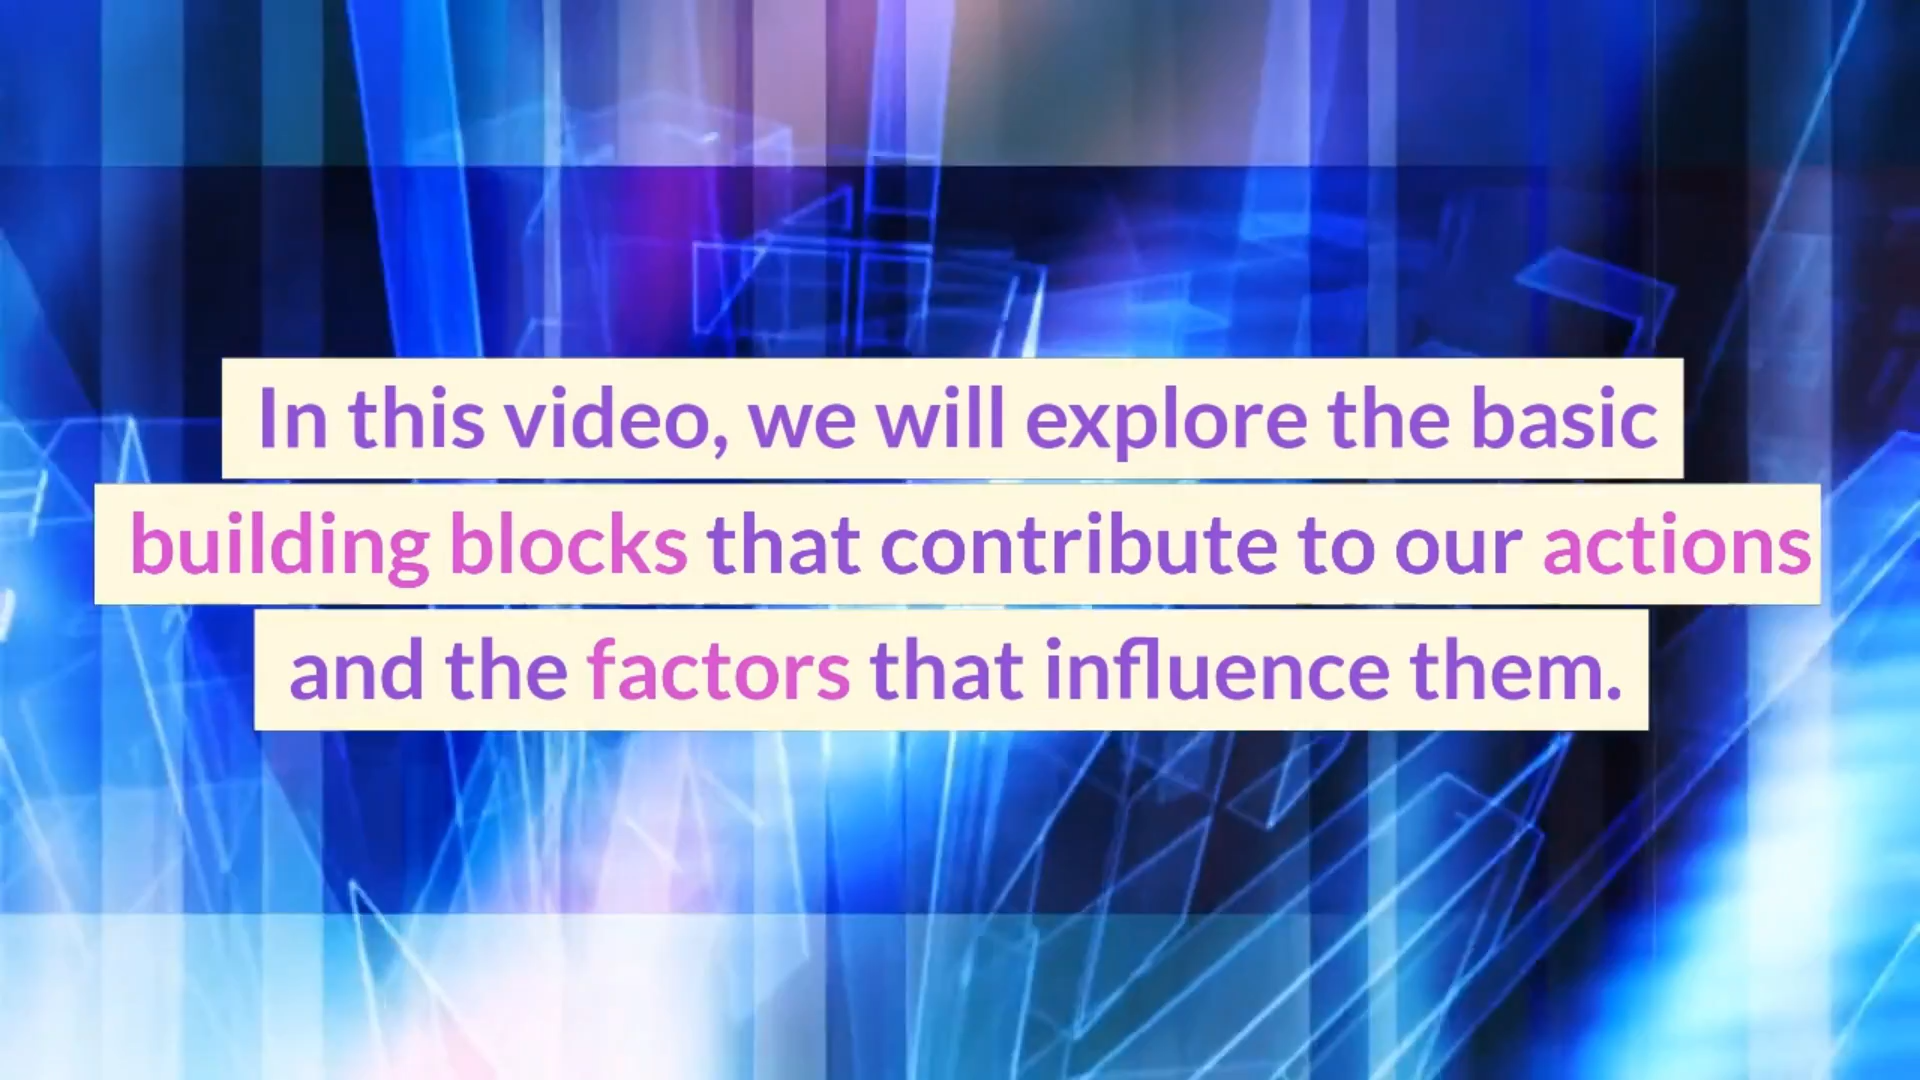 In this video, we will explore the basic
building blocks that contribute to our actions
and the factors that influence them.